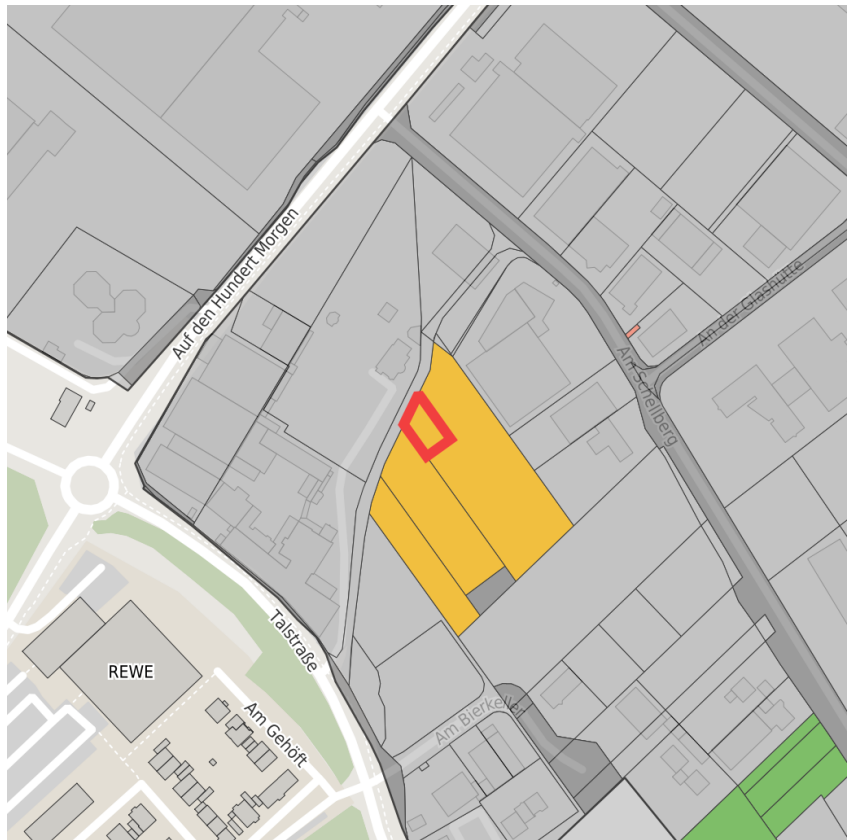 Auf den Hundert Morgen
An der Glashütte
Am Schellberg
Talstraße
REWE
Am Gehöft
Am Bierkeller